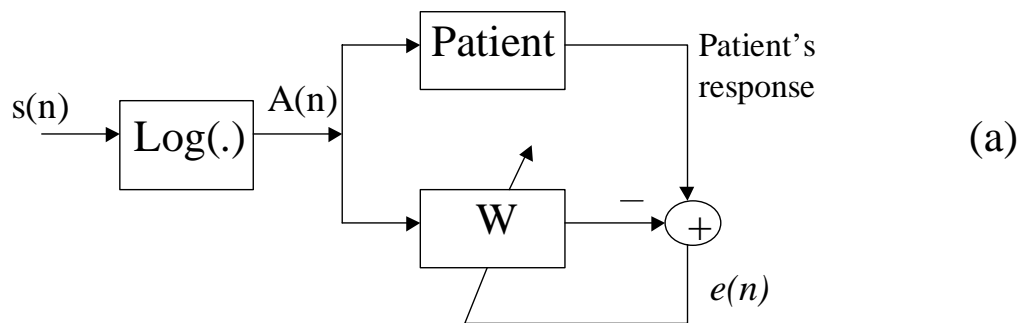 s(n)
Log(.)
A(n)
Patient
Patient's
response
(a)
W
−
+
e(n)